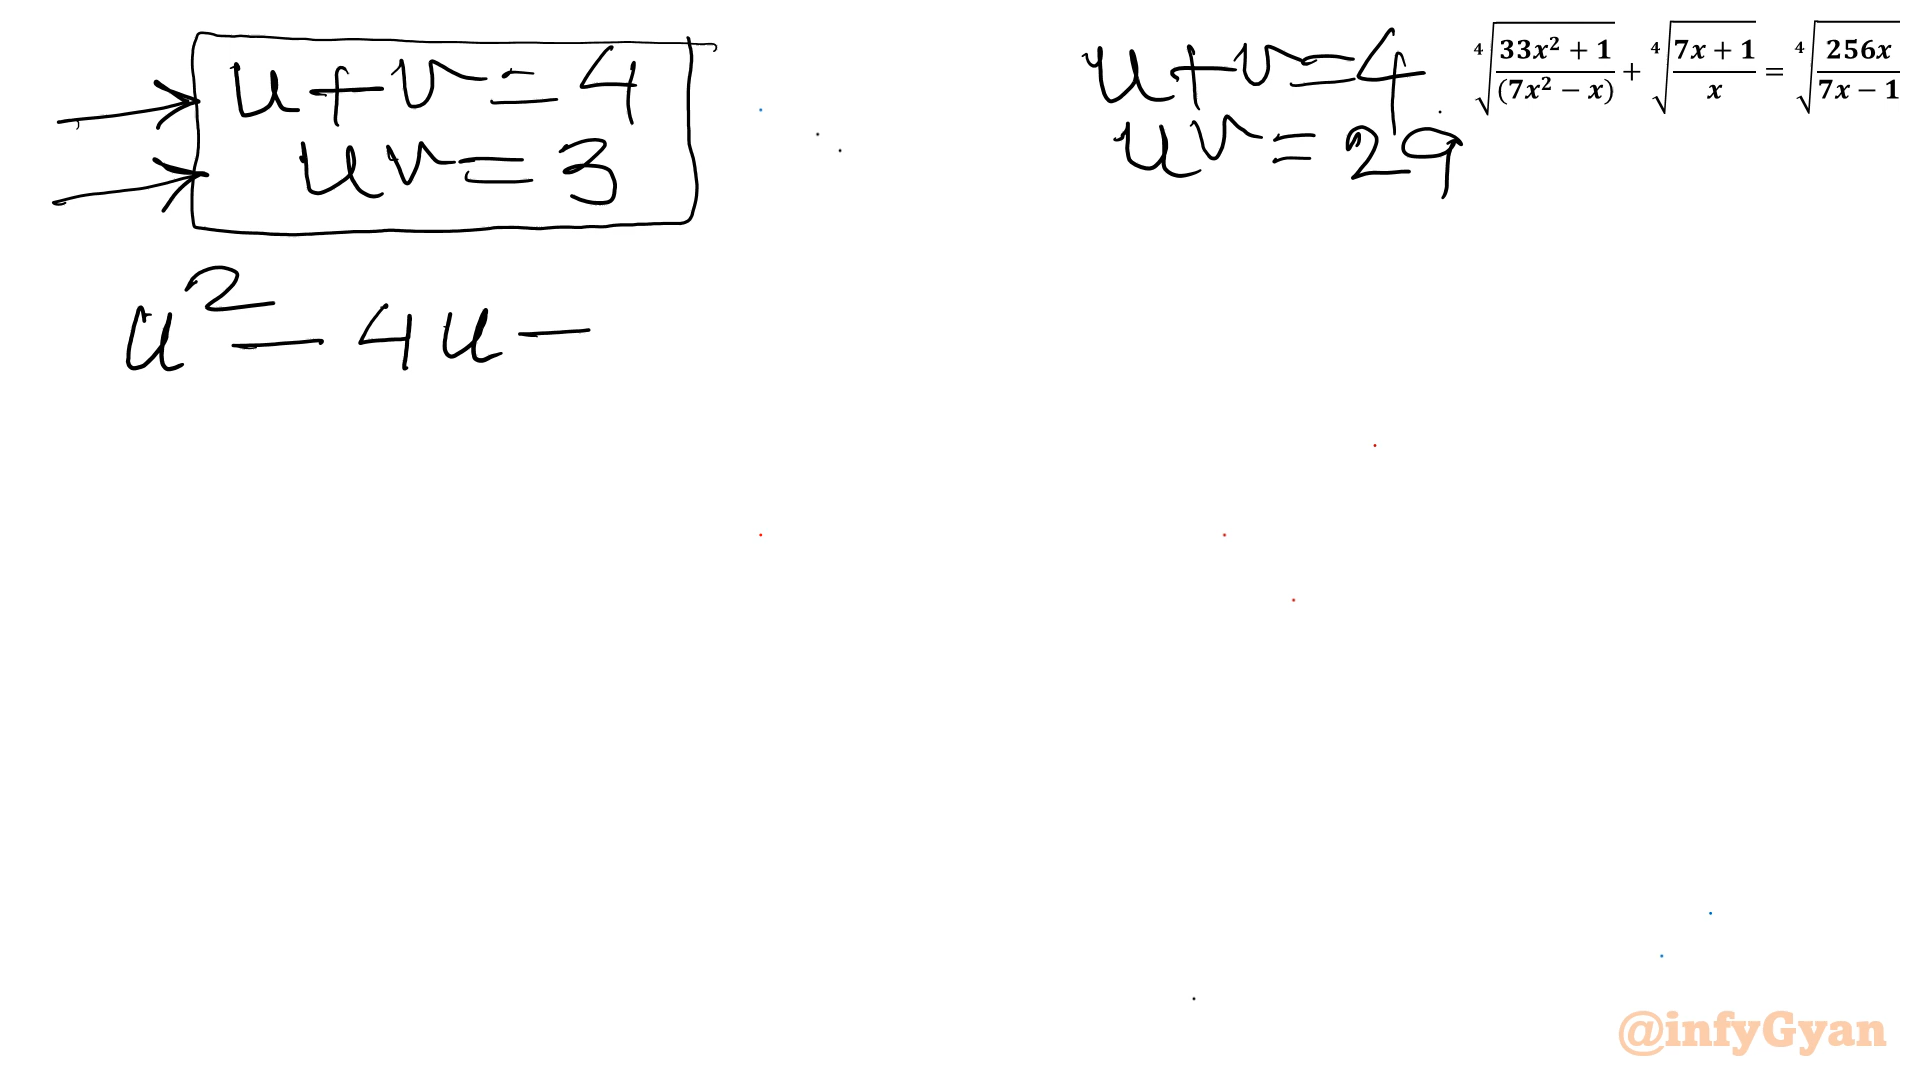 u+v=4
uv=3
u²-4u-
u+v=4
uv=29
⁴√((33x² + 1)/(7x² − x)) + ⁴√((7x + 1)/x) = ⁴√(256x/(7x − 1))
@infyGyan